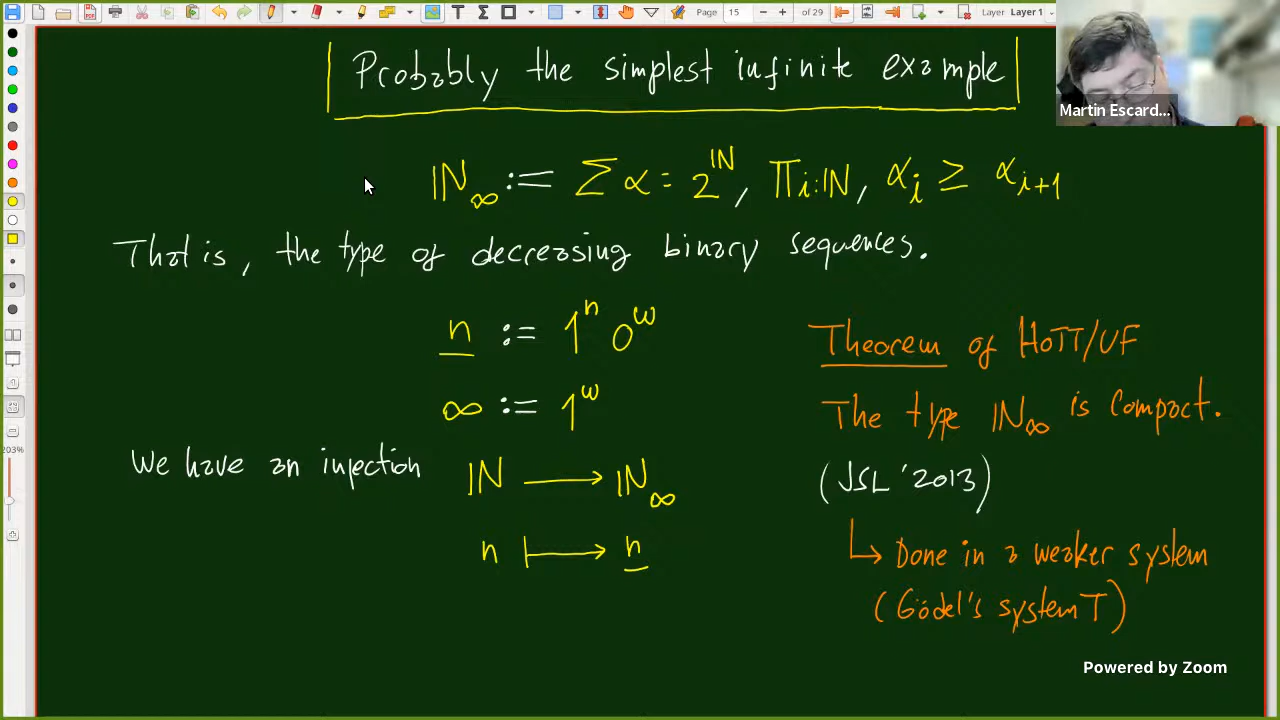 Page 15 of 29 Layer Layer 1
Probably the simplest infinite example
Martin Escard...
ℕ∞ := Σ α : 2^ℕ, Π i:ℕ, αᵢ ≥ αᵢ₊₁
That is, the type of decreasing binary sequences.
n := 1ⁿ 0^ω
∞ := 1^ω
We have an injection ℕ → ℕ∞
n ↦ n
Theorem of HoTT/UF
The type ℕ∞ is compact.
(JSL '2013)
↳ Done in a weaker system
(Gödel's system T)
203%
Powered by Zoom